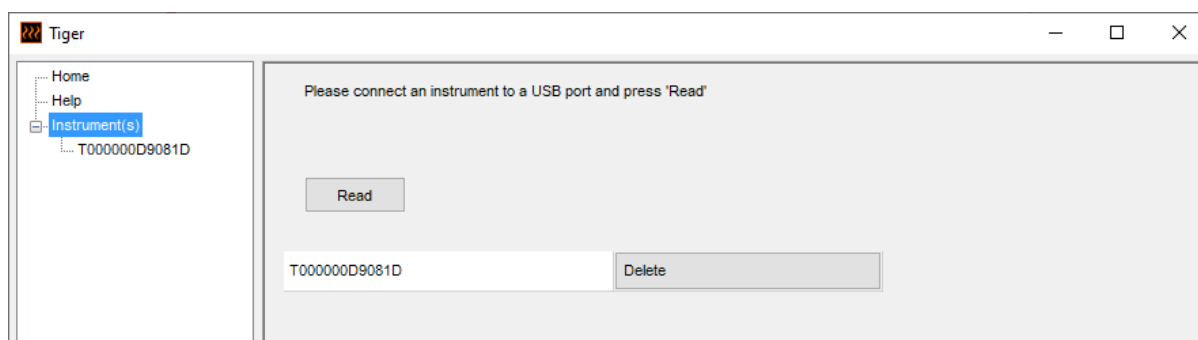 Tiger
Home
Help
Instrument(s)
T000000D9081D
Please connect an instrument to a USB port and press 'Read'
Read
T000000D9081D
Delete